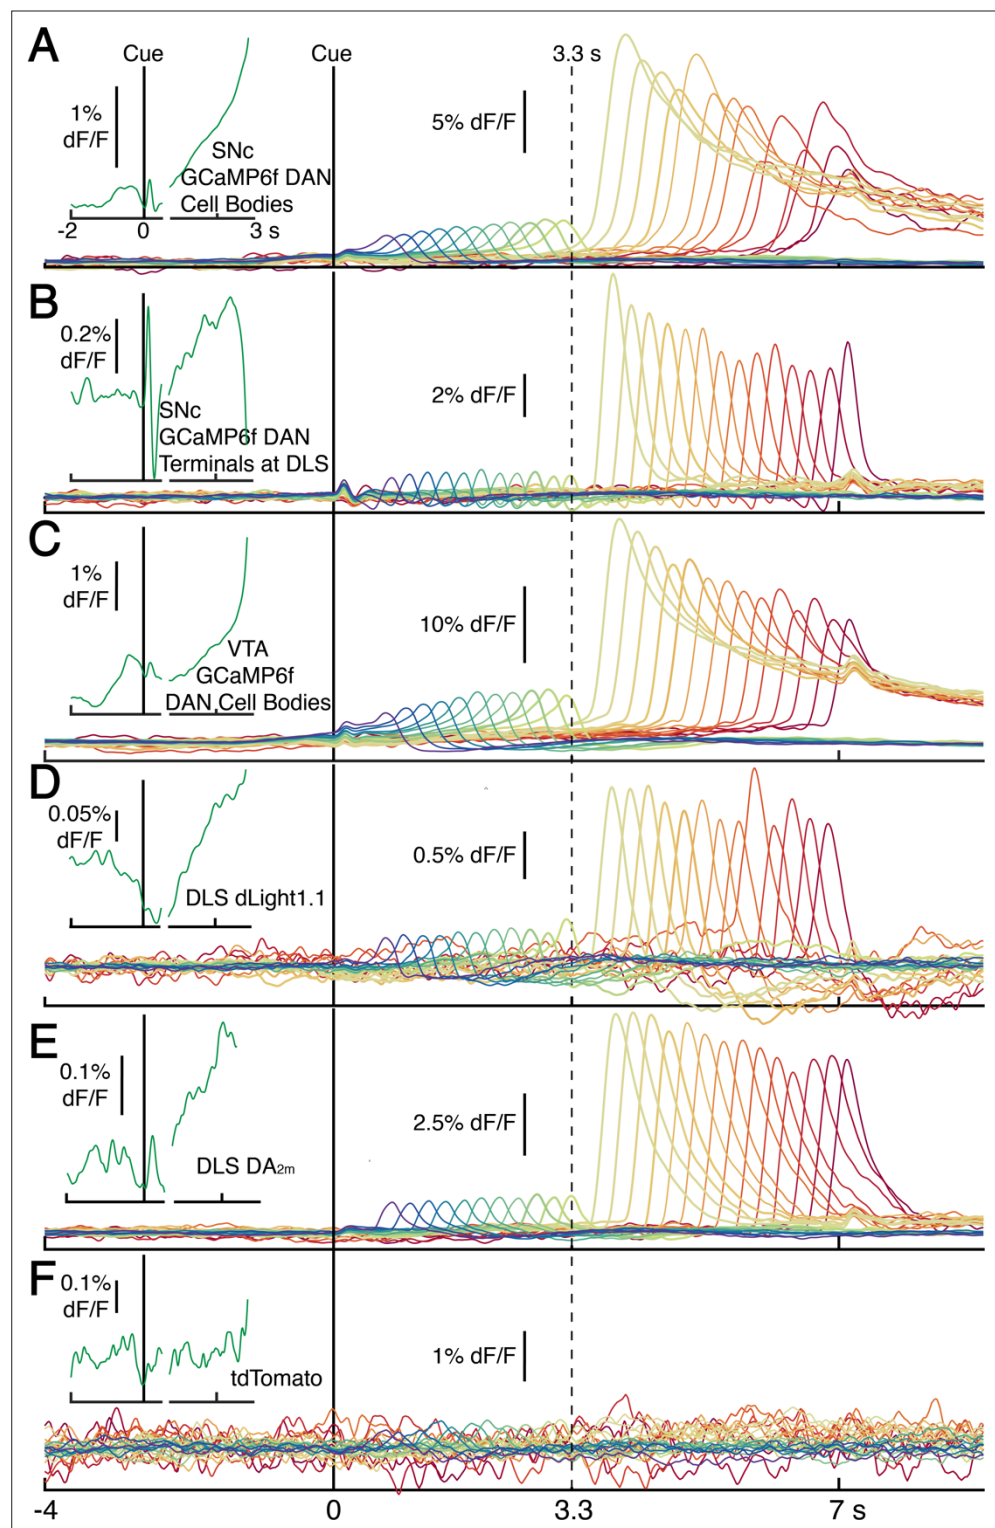 A
Cue
Cue
3.3 s
1%
dF/F
5% dF/F
SNc
GCaMP6f DAN
Cell Bodies
-2
0
3 s
B
0.2%
dF/F
2% dF/F
SNc
GCaMP6f DAN
Terminals at DLS
C
1%
dF/F
10% dF/F
VTA
GCaMP6f
DAN Cell Bodies
D
0.05%
dF/F
0.5% dF/F
DLS dLight1.1
E
0.1%
dF/F
2.5% dF/F
DLS DA2m
F
0.1%
dF/F
1% dF/F
tdTomato
-4
0
3.3
7 s